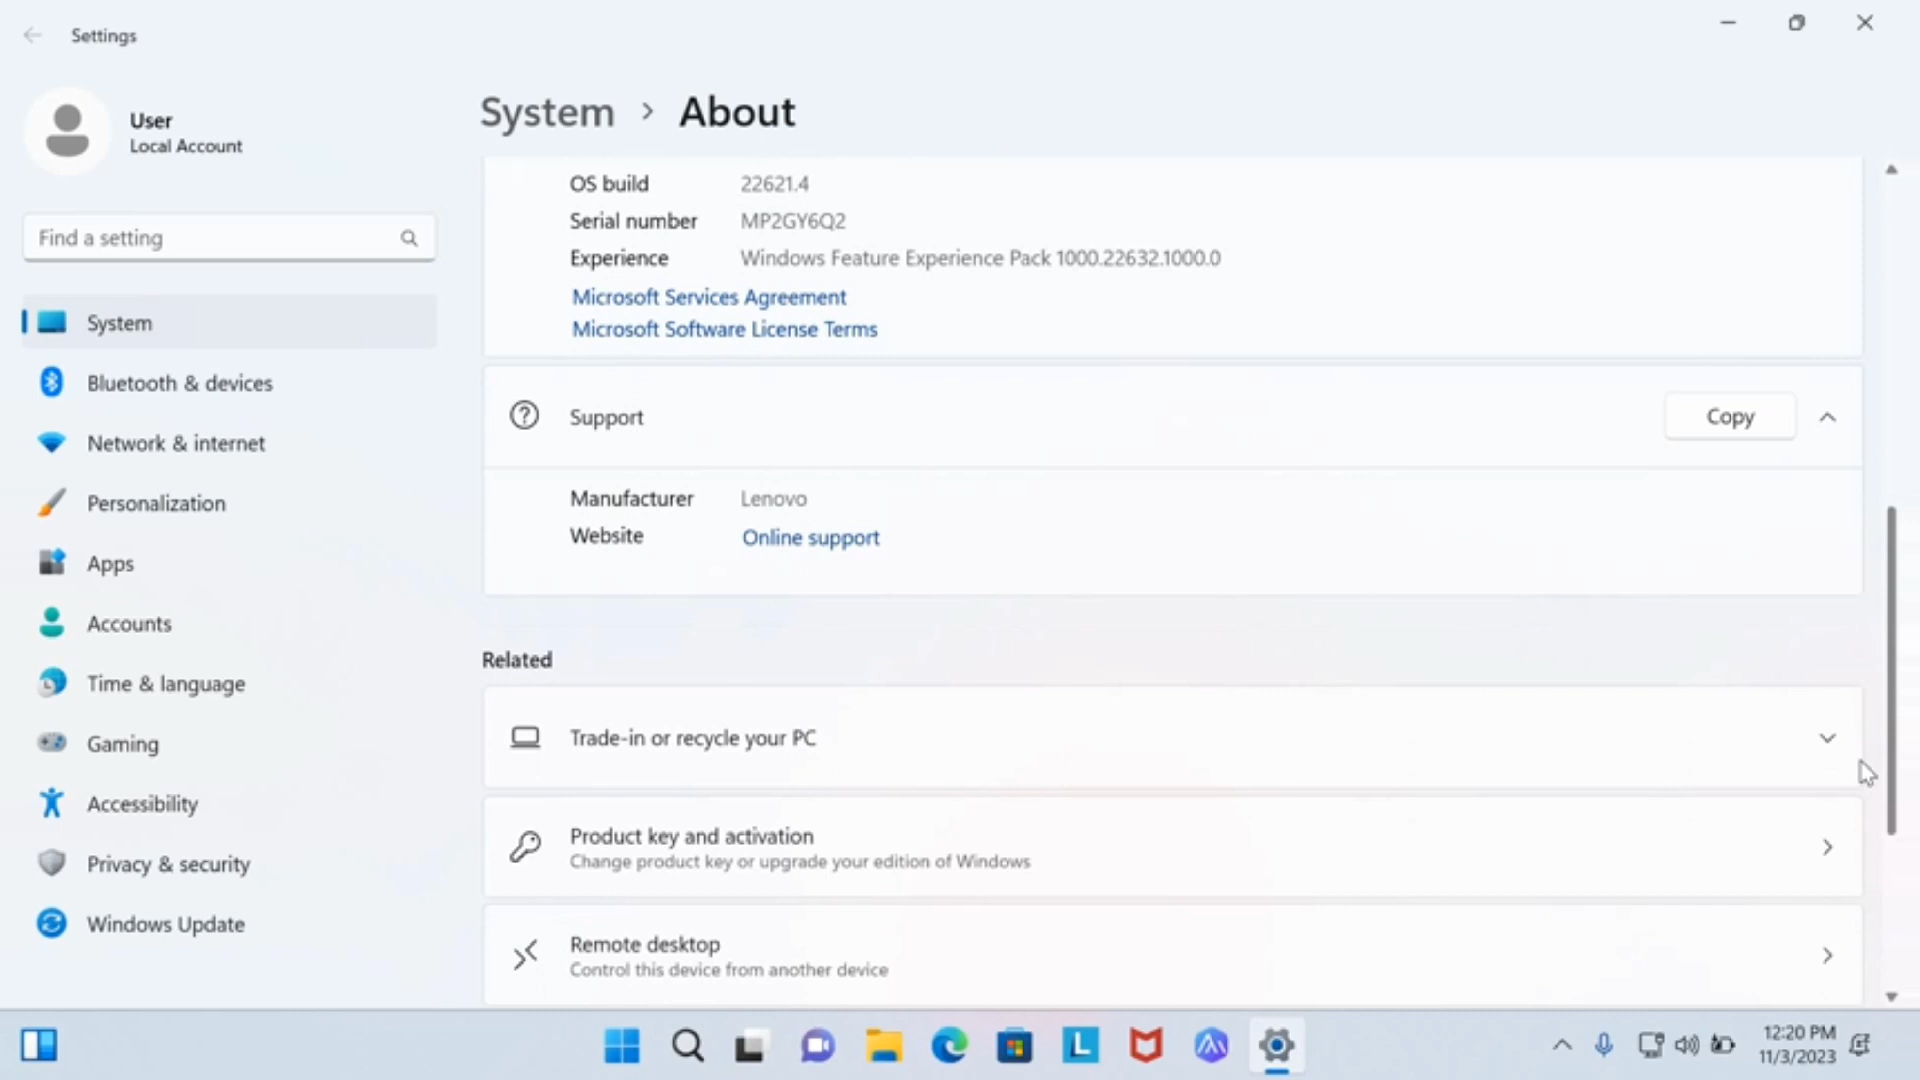 Settings
User
Local Account
Find a setting
System
Bluetooth & devices
Network & internet
Personalization
Apps
Accounts
Time & language
Gaming
Accessibility
Privacy & security
Windows Update
System > About
OS build 22621.4
Serial number MP2GY6Q2
Experience Windows Feature Experience Pack 1000.22632.1000.0
Microsoft Services Agreement
Microsoft Software License Terms
Support Copy
Manufacturer Lenovo
Website Online support
Related
Trade-in or recycle your PC
Product key and activation
Change product key or upgrade your edition of Windows
Remote desktop
Control this device from another device
L
12:20 PM
11/3/2023